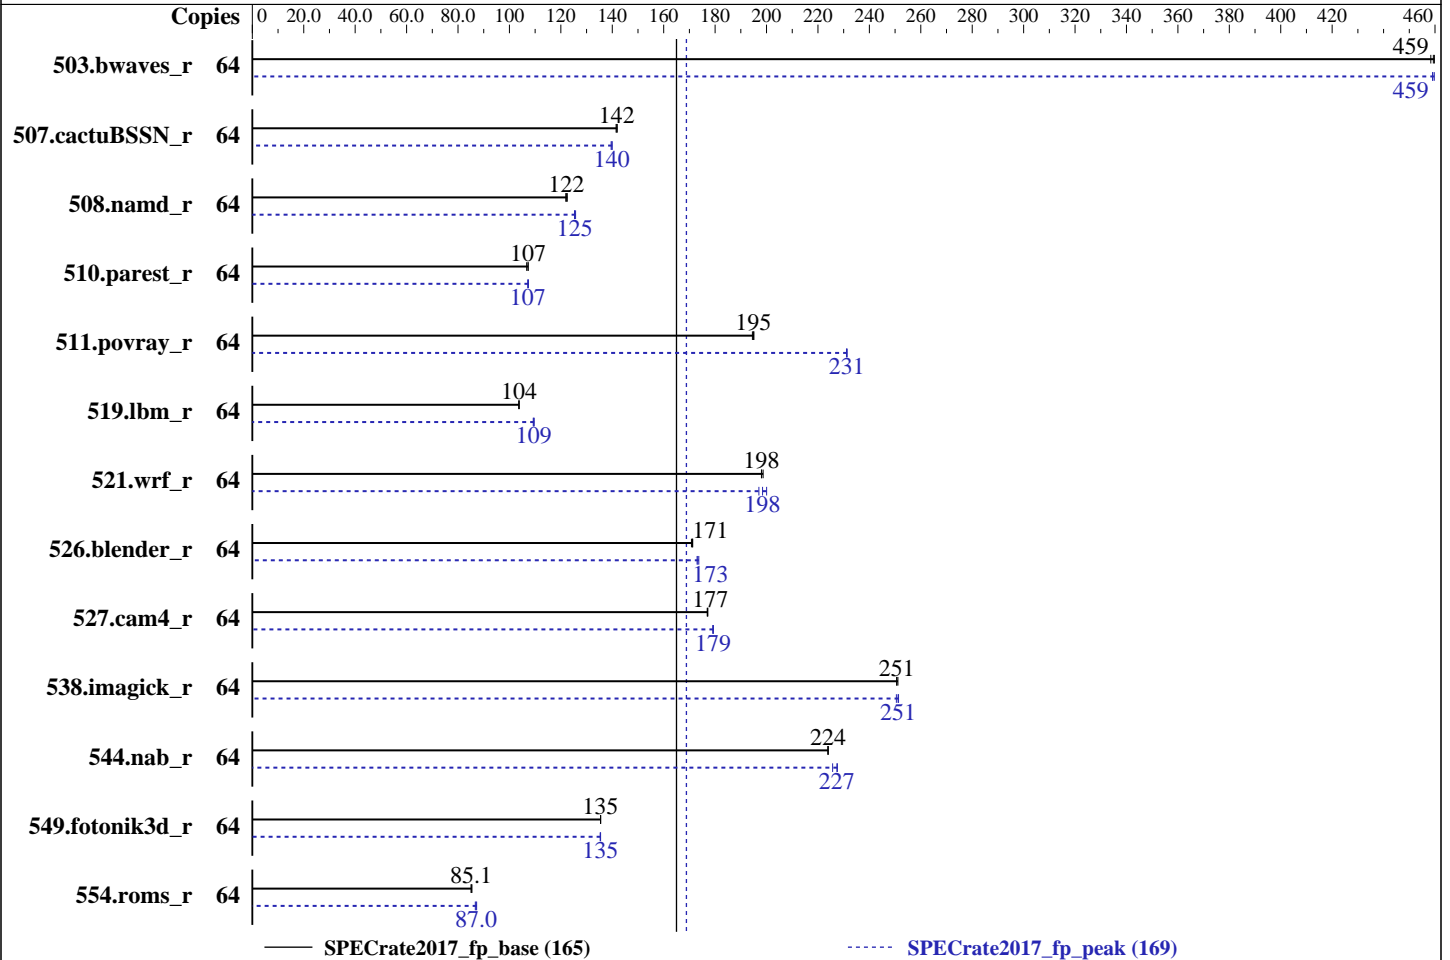 Copies 0 20.0 40.0 60.0 80.0 100 120 140 160 180 200 220 240 260 280 300 320 340 360 380 400 420 460
503.bwaves_r 64 459
459
507.cactuBSSN_r 64 142
140
508.namd_r 64 122
125
510.parest_r 64 107
107
511.povray_r 64 195
231
519.lbm_r 64 104
109
521.wrf_r 64 198
198
526.blender_r 64 171
173
527.cam4_r 64 177
179
538.imagick_r 64 251
251
544.nab_r 64 224
227
549.fotonik3d_r 64 135
135
554.roms_r 64 85.1
87.0
SPECrate2017_fp_base (165) SPECrate2017_fp_peak (169)